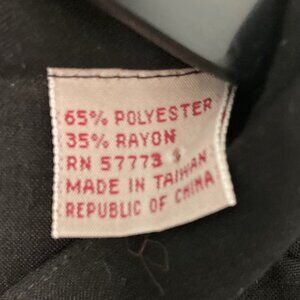 65% POLYESTER
35% RAYON
RN 57773
MADE IN TAIWAN
REPUBLIC OF CHINA